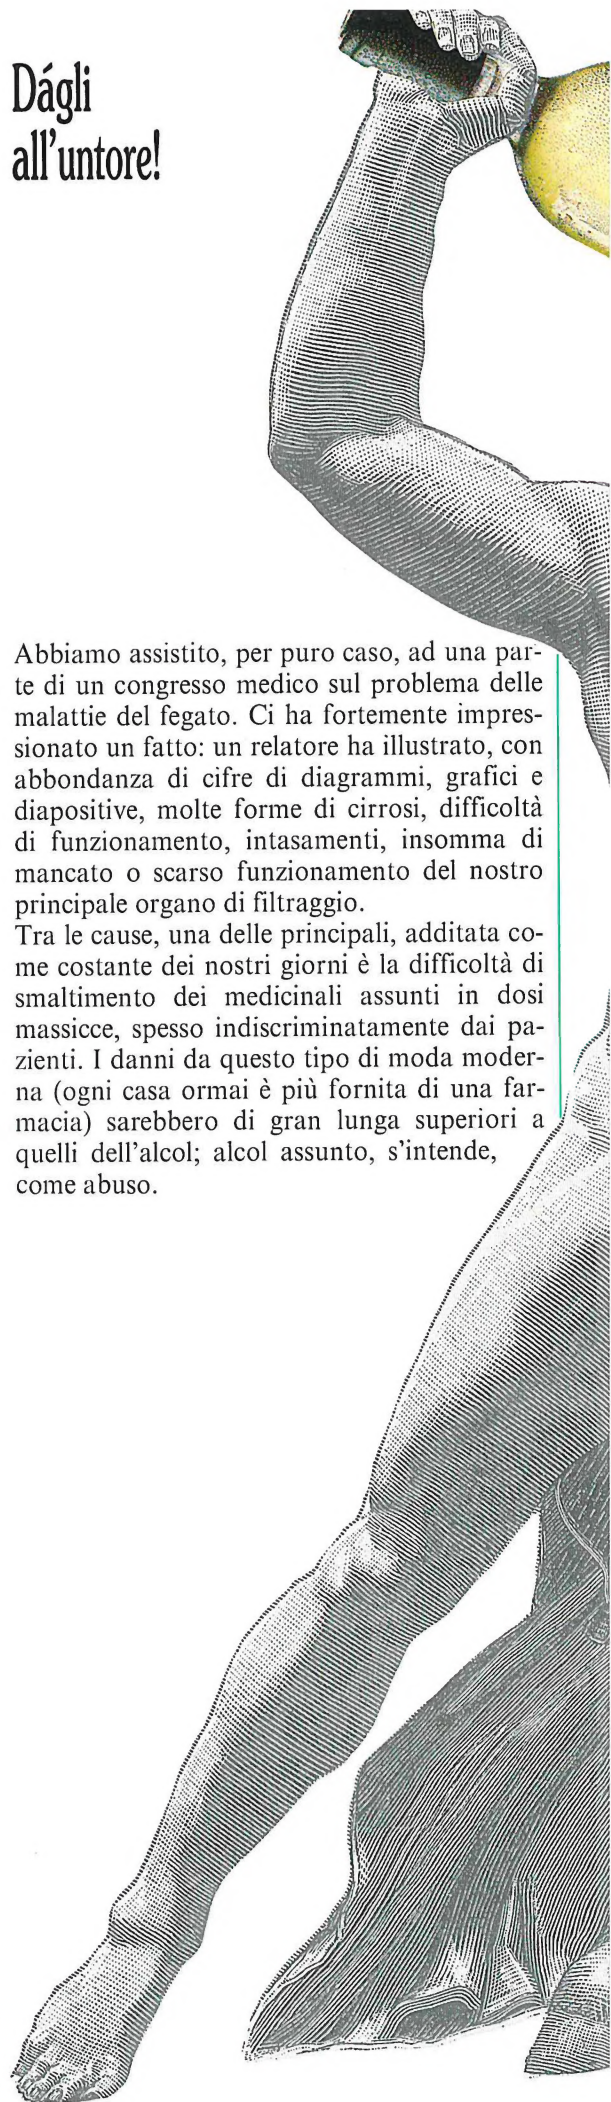 Dágli
all'untore!
Abbiamo assistito, per puro caso, ad una par-
te di un congresso medico sul problema delle
malattie del fegato. Ci ha fortemente impres-
sionato un fatto: un relatore ha illustrato, con
abbondanza di cifre di diagrammi, grafici e
diapositive, molte forme di cirrosi, difficoltà
di funzionamento, intasamenti, insomma di
mancato o scarso funzionamento del nostro
principale organo di filtraggio.
Tra le cause, una delle principali, additata co-
me costante dei nostri giorni è la difficoltà di
smaltimento dei medicinali assunti in dosi
massicce, spesso indiscriminatamente dai pa-
zienti. I danni da questo tipo di moda moder-
na (ogni casa ormai è più fornita di una far-
macia) sarebbero di gran lunga superiori a
quelli dell'alcol; alcol assunto, s'intende,
come abuso.